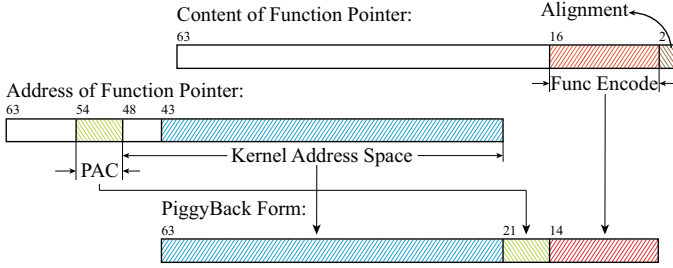 Content of Function Pointer:
Alignment
63 16 2
Func Encode
Address of Function Pointer:
63 54 48 43
Kernel Address Space
PAC
PiggyBack Form:
63 21 14